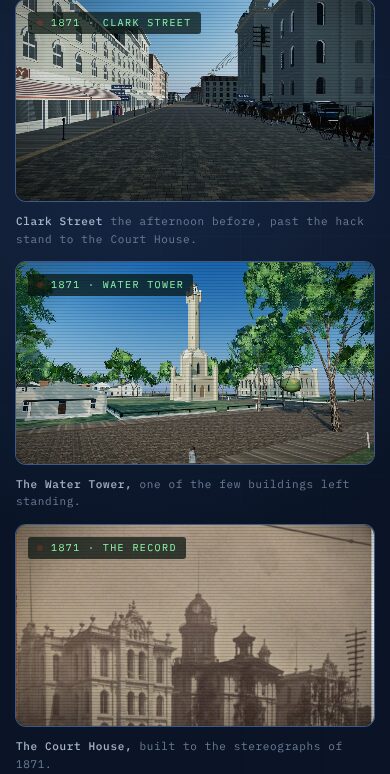 1871 · CLARK STREET
Clark Street the afternoon before, past the hack
stand to the Court House.
1871 · WATER TOWER
The Water Tower, one of the few buildings left
standing.
1871 · THE RECORD
The Court House, built to the stereographs of
1871.